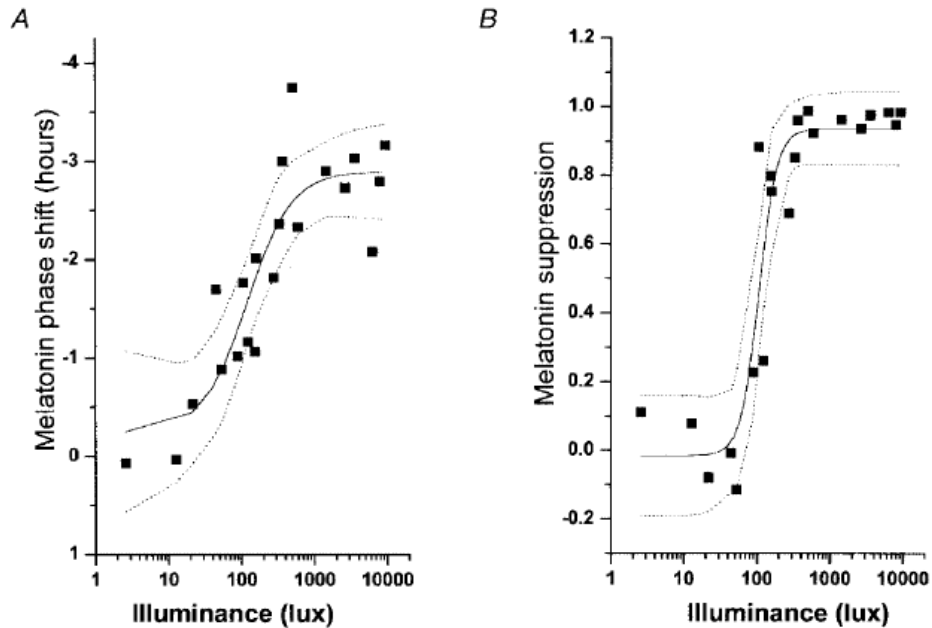 A
Melatonin phase shift (hours)
-4
-3
-2
-1
0
1
1 10 100 1000 10000
Illuminance (lux)
B
Melatonin suppression
1.2
1.0
0.8
0.6
0.4
0.2
0.0
-0.2
1 10 100 1000 10000
Illuminance (lux)